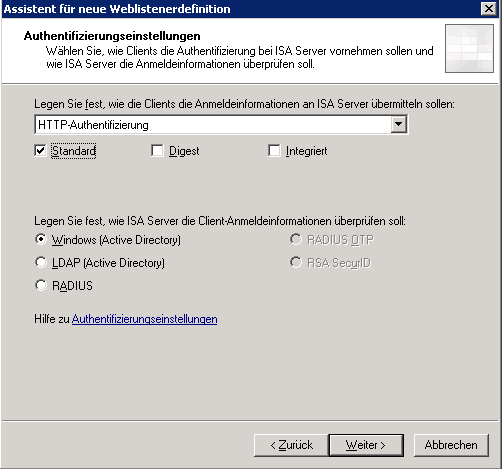 Assistent für neue Weblistenerdefinition
Authentifizierungseinstellungen
Wählen Sie, wie Clients die Authentifizierung bei ISA Server vornehmen sollen und
wie ISA Server die Anmeldeinformationen überprüfen soll.
Legen Sie fest, wie die Clients die Anmeldeinformationen an ISA Server übermitteln sollen:
HTTP-Authentifizierung
Standard Digest Integriert
Legen Sie fest, wie ISA Server die Client-Anmeldeinformationen überprüfen soll:
Windows (Active Directory) RADIUS OTP
LDAP (Active Directory) RSA SecurID
RADIUS
Hilfe zu Authentifizierungseinstellungen
< Zurück Weiter > Abbrechen